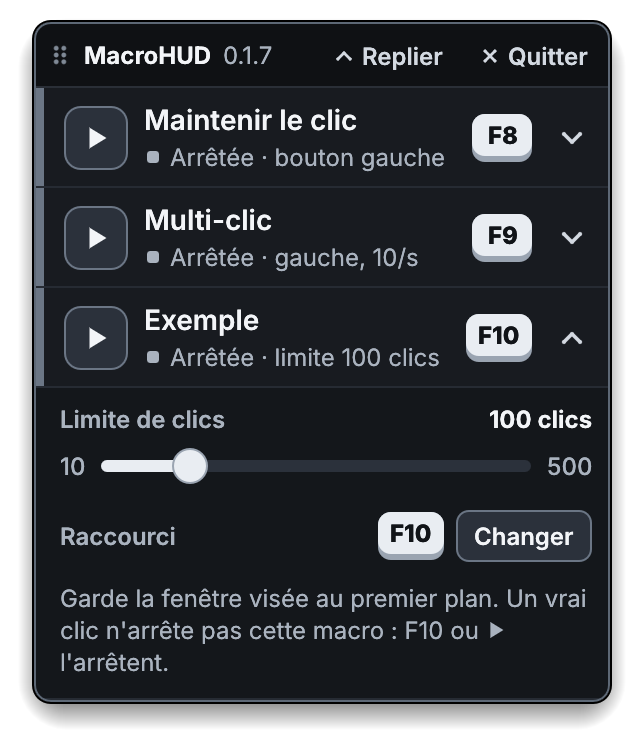 MacroHUD 0.1.7 Replier Quitter
Maintenir le clic
Arrêtée · bouton gauche
F8
Multi-clic
Arrêtée · gauche, 10/s
F9
Exemple
Arrêtée · limite 100 clics
F10
Limite de clics 100 clics
10 500
Raccourci F10 Changer
Garde la fenêtre visée au premier plan. Un vrai
clic n'arrête pas cette macro : F10 ou ▶
l'arrêtent.